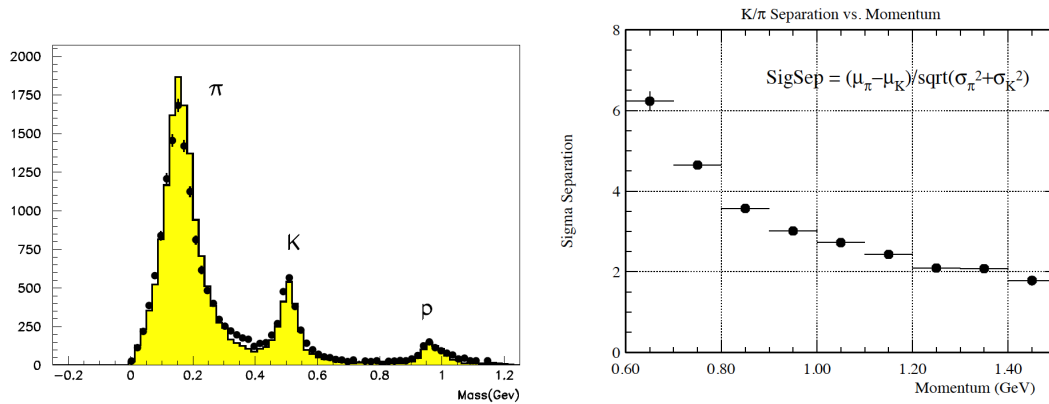 2000
1750
1500
1250
1000
750
500
250
0
π
K
p
−0.2 0 0.2 0.4 0.6 0.8 1 1.2
Mass(Gev)
K/π Separation vs. Momentum
SigSep = (μπ−μK)/sqrt(σπ²+σK²)
8
6
4
2
0
Sigma Separation
0.60 0.80 1.00 1.20 1.40
Momentum (GeV)